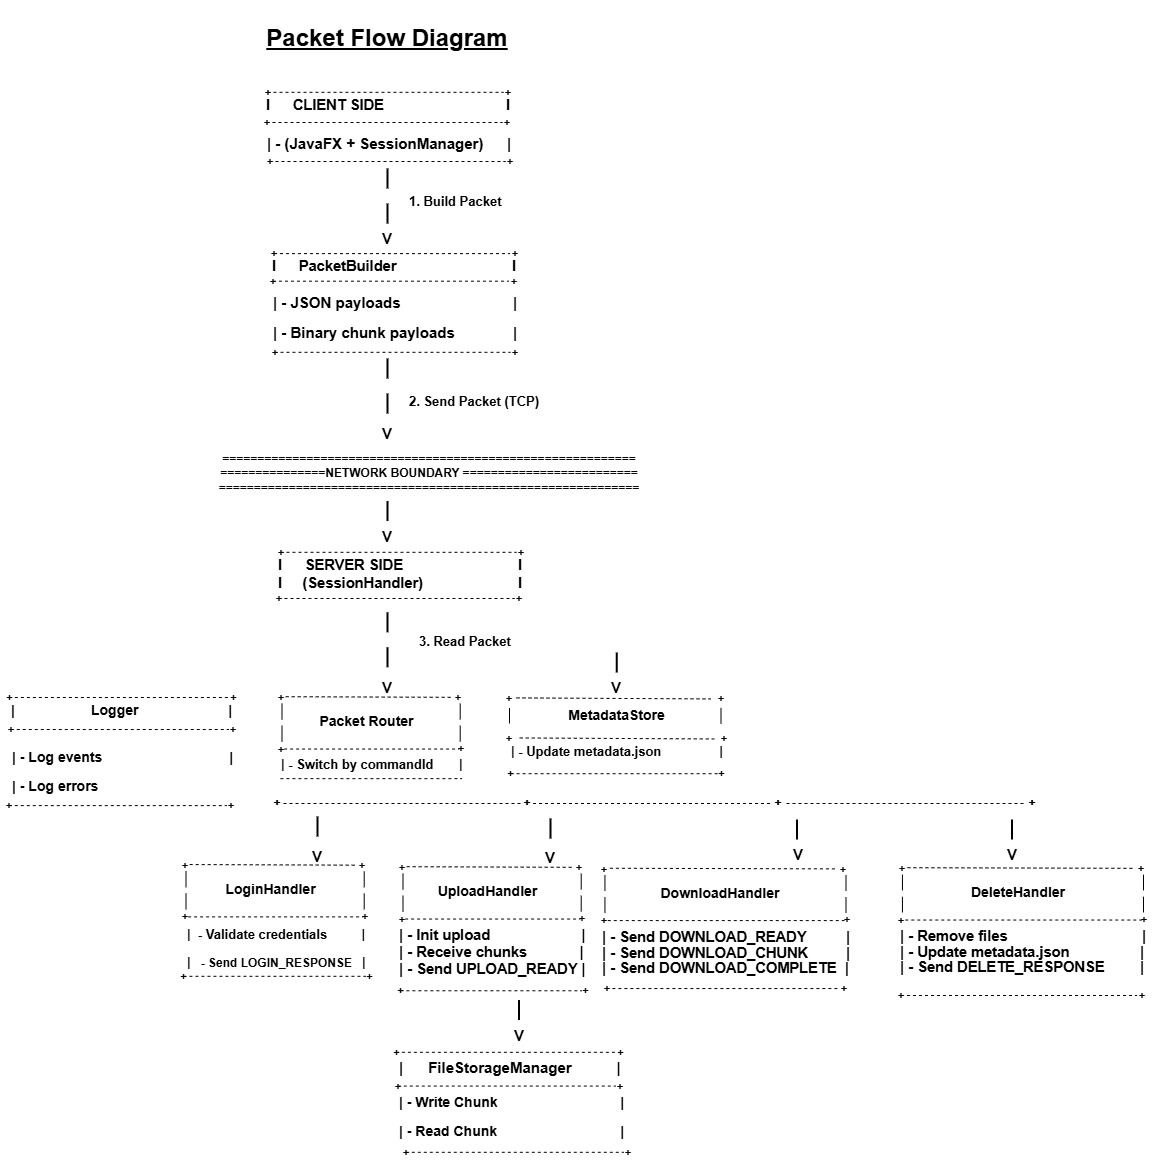 Packet Flow Diagram
CLIENT SIDE
- (JavaFX + SessionManager)
1. Build Packet
V
PacketBuilder
- JSON payloads
- Binary chunk payloads
2. Send Packet (TCP)
V
NETWORK BOUNDARY
V
SERVER SIDE
(SessionHandler)
3. Read Packet
V
V
Logger
- Log events
- Log errors
Packet Router
- Switch by commandId
MetadataStore
- Update metadata.json
V
V
V
V
LoginHandler
- Validate credentials
- Send LOGIN_RESPONSE
UploadHandler
- Init upload
- Receive chunks
- Send UPLOAD_READY
DownloadHandler
- Send DOWNLOAD_READY
- Send DOWNLOAD_CHUNK
- Send DOWNLOAD_COMPLETE
DeleteHandler
- Remove files
- Update metadata.json
- Send DELETE_RESPONSE
V
FileStorageManager
- Write Chunk
- Read Chunk